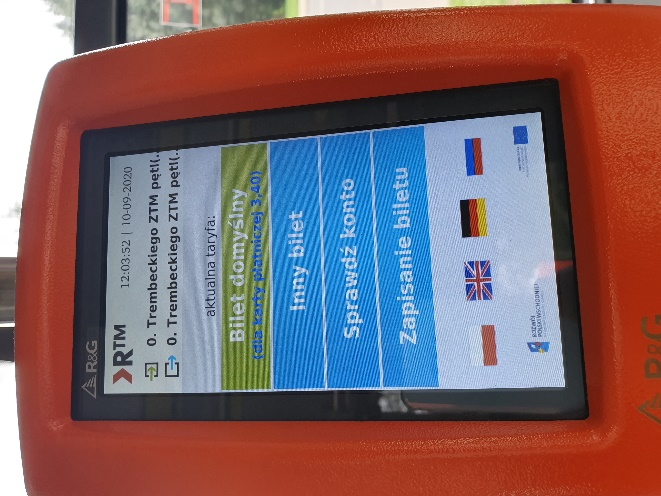 R&G
RTM
12:03:52 | 10-09-2020
0. Trembeckiego ZTM pętl(..
0. Trembeckiego ZTM pętl(..
aktualna taryfa:
Bilet domyślny
(dla karty płatniczej 3,40)
Inny bilet
Sprawdź konto
Zapisanie biletu
R&G